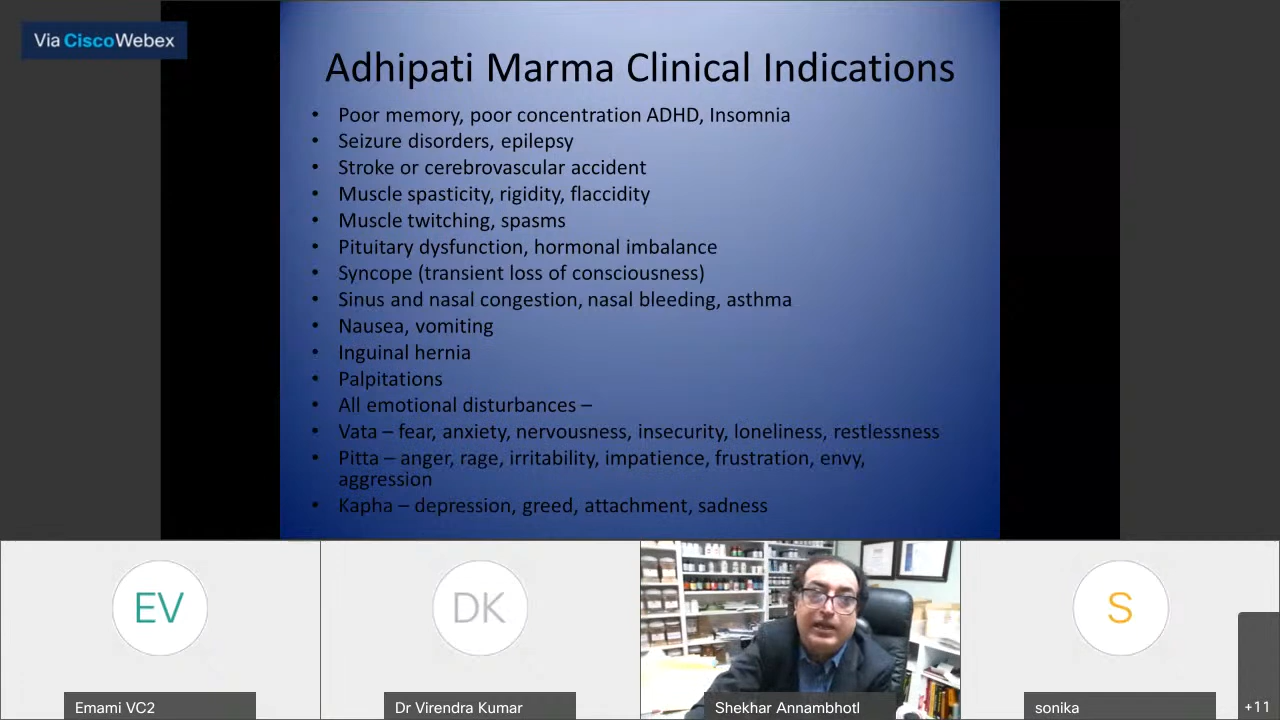 Via Cisco Webex
Adhipati Marma Clinical Indications
• Poor memory, poor concentration ADHD, Insomnia
• Seizure disorders, epilepsy
• Stroke or cerebrovascular accident
• Muscle spasticity, rigidity, flaccidity
• Muscle twitching, spasms
• Pituitary dysfunction, hormonal imbalance
• Syncope (transient loss of consciousness)
• Sinus and nasal congestion, nasal bleeding, asthma
• Nausea, vomiting
• Inguinal hernia
• Palpitations
• All emotional disturbances –
• Vata – fear, anxiety, nervousness, insecurity, loneliness, restlessness
• Pitta – anger, rage, irritability, impatience, frustration, envy,
aggression
• Kapha – depression, greed, attachment, sadness
EV
DK
S
Emami VC2
Dr Virendra Kumar
Shekhar Annambhotl
sonika
+11